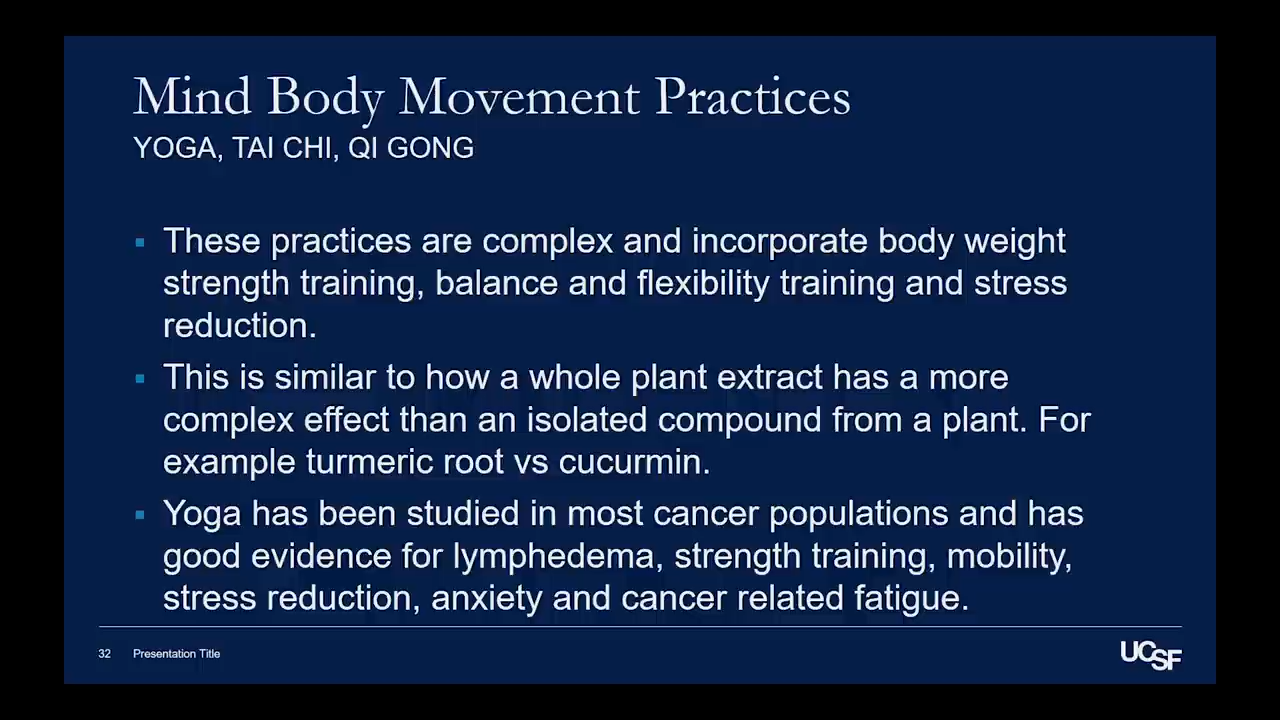 Mind Body Movement Practices
YOGA, TAI CHI, QI GONG
▪ These practices are complex and incorporate body weight
strength training, balance and flexibility training and stress
reduction.
▪ This is similar to how a whole plant extract has a more
complex effect than an isolated compound from a plant. For
example turmeric root vs cucurmin.
▪ Yoga has been studied in most cancer populations and has
good evidence for lymphedema, strength training, mobility,
stress reduction, anxiety and cancer related fatigue.
32 Presentation Title
UCSF